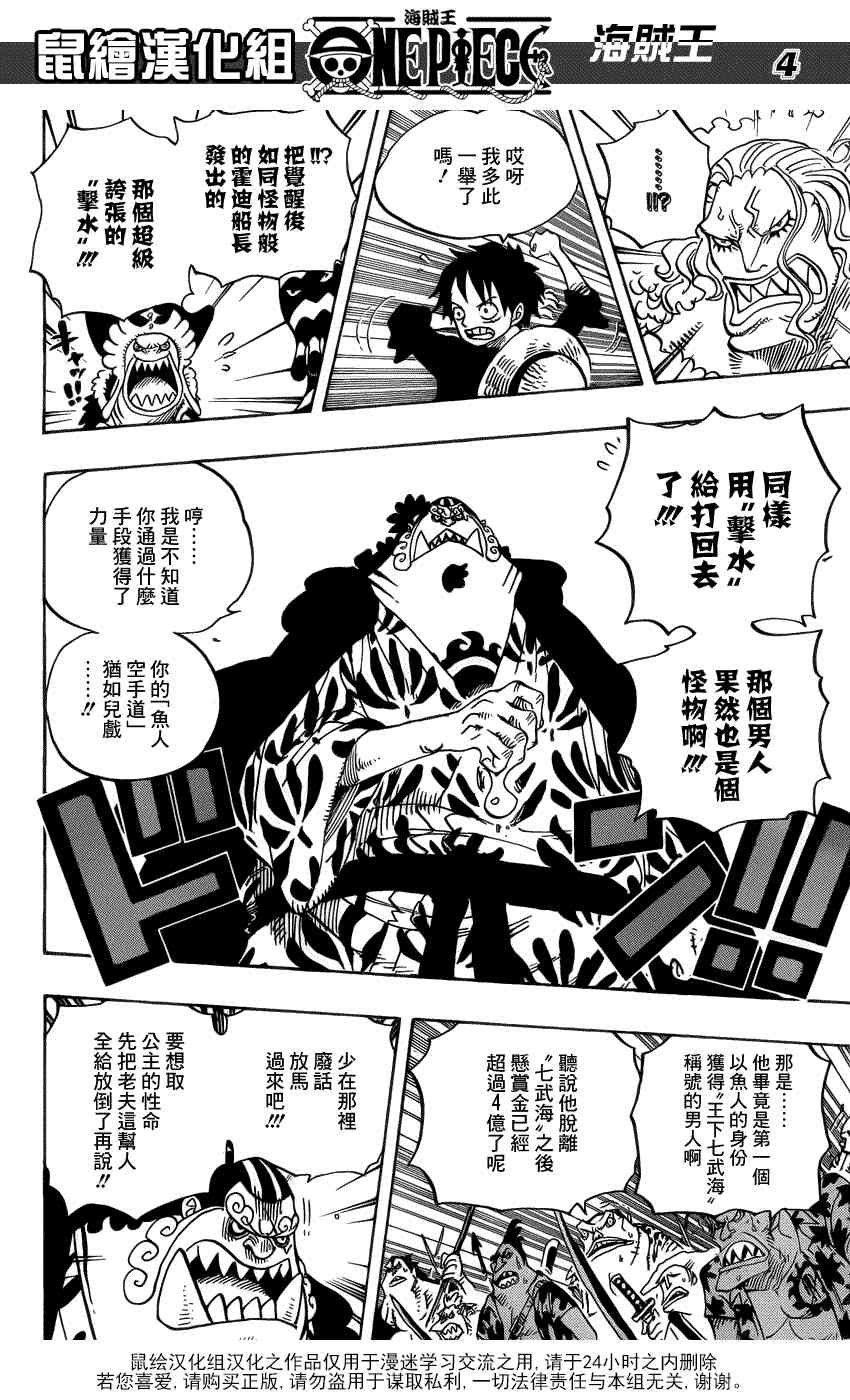 鼠繪漢化組
海賊王
ONE PIECE
海賊王
4
………!!?
哎呀
我多此
一舉了
嗎!
!!?
把覺醒後
如同怪物般
的霍迪船長
發出的
那個超級
誇張的
"擊水"!!!
ギャッ!!
同樣
用"擊水"
給打回去
了!!!
那個男人
果然也是個
怪物啊!!!
哼……
我是不知道
你通過什麼
手段獲得了
力量
你的「魚人
空手道」
猶如兒戲
……!!
ドン!!
那是……
他畢竟是第一個
以魚人的身份
獲得"王下七武海"
稱號的男人啊
聽說他脫離
"七武海"之後
懸賞金已經
超過4億了呢
少在那裡
廢話
放馬
過來吧!!!
要想取
公主的性命
先把老夫這幫人
全給放倒了再說!!
鼠绘汉化组汉化之作品仅用于漫迷学习交流之用, 请于24小时之内删除
若您喜爱, 请购买正版, 请勿盗用于谋取私利, 一切法律责任与本组无关, 谢谢。